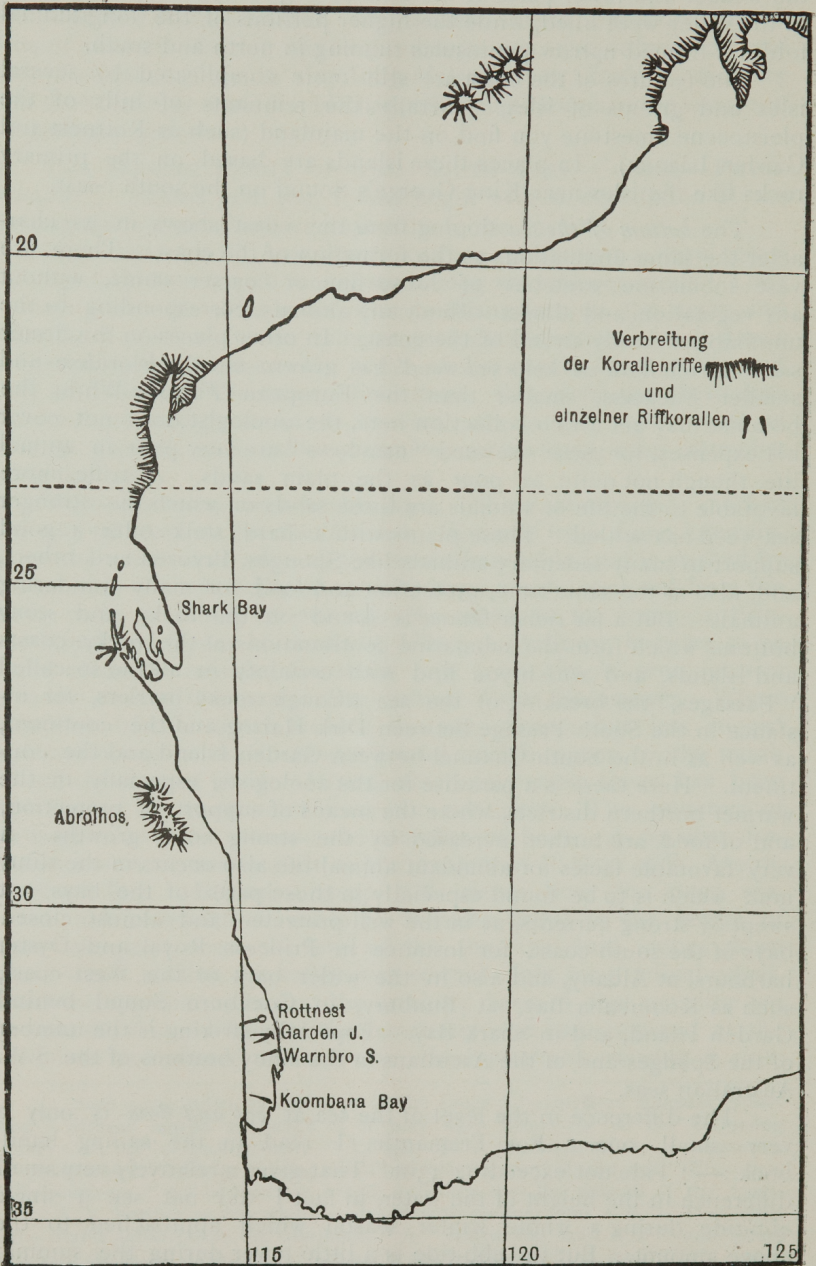 20
Verbreitung
der Korallenriffe
und
einzelner Riffkorallen
25
Shark Bay
Abrolhos,
30
Rottnest
Garden J.
Warnbro S.
Koombana Bay
35
115
120
125